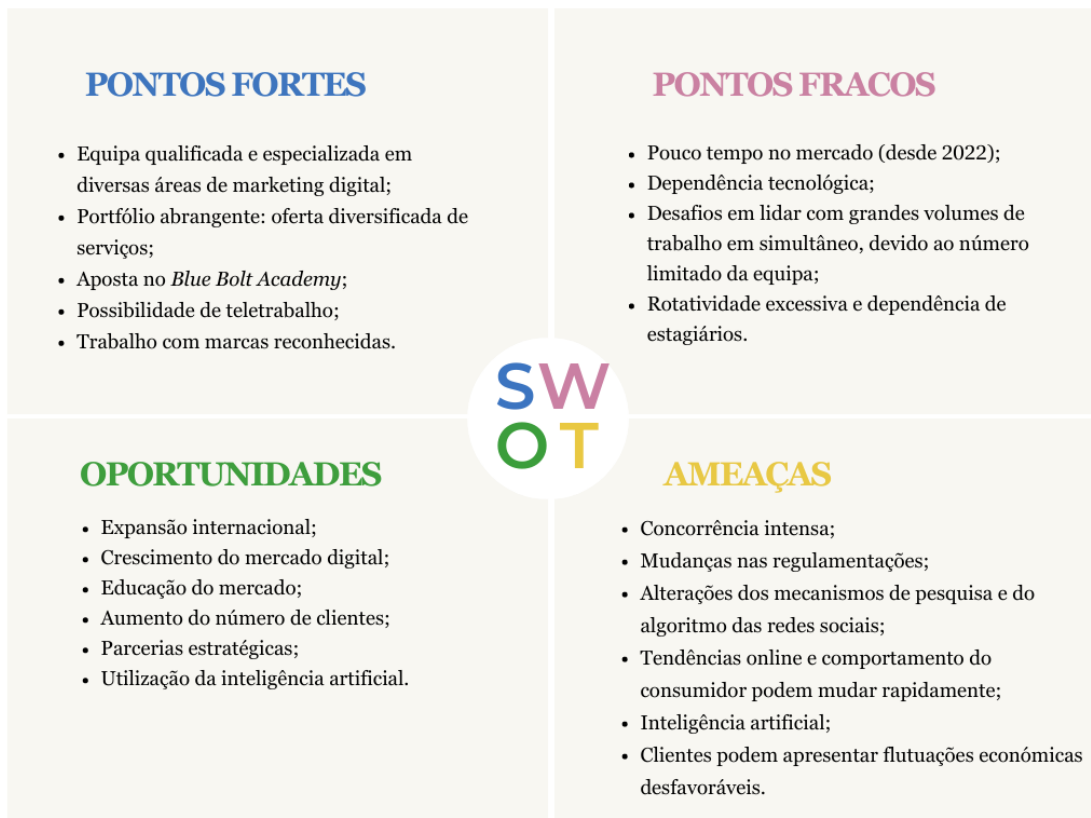 PONTOS FORTES
• Equipa qualificada e especializada em
diversas áreas de marketing digital;
• Portfólio abrangente: oferta diversificada de
serviços;
• Aposta no Blue Bolt Academy;
• Possibilidade de teletrabalho;
• Trabalho com marcas reconhecidas.
PONTOS FRACOS
• Pouco tempo no mercado (desde 2022);
• Dependência tecnológica;
• Desafios em lidar com grandes volumes de
trabalho em simultâneo, devido ao número
limitado da equipa;
• Rotatividade excessiva e dependência de
estagiários.
SW
OT
OPORTUNIDADES
• Expansão internacional;
• Crescimento do mercado digital;
• Educação do mercado;
• Aumento do número de clientes;
• Parcerias estratégicas;
• Utilização da inteligência artificial.
AMEAÇAS
• Concorrência intensa;
• Mudanças nas regulamentações;
• Alterações dos mecanismos de pesquisa e do
algoritmo das redes sociais;
• Tendências online e comportamento do
consumidor podem mudar rapidamente;
• Inteligência artificial;
• Clientes podem apresentar flutuações económicas
desfavoráveis.